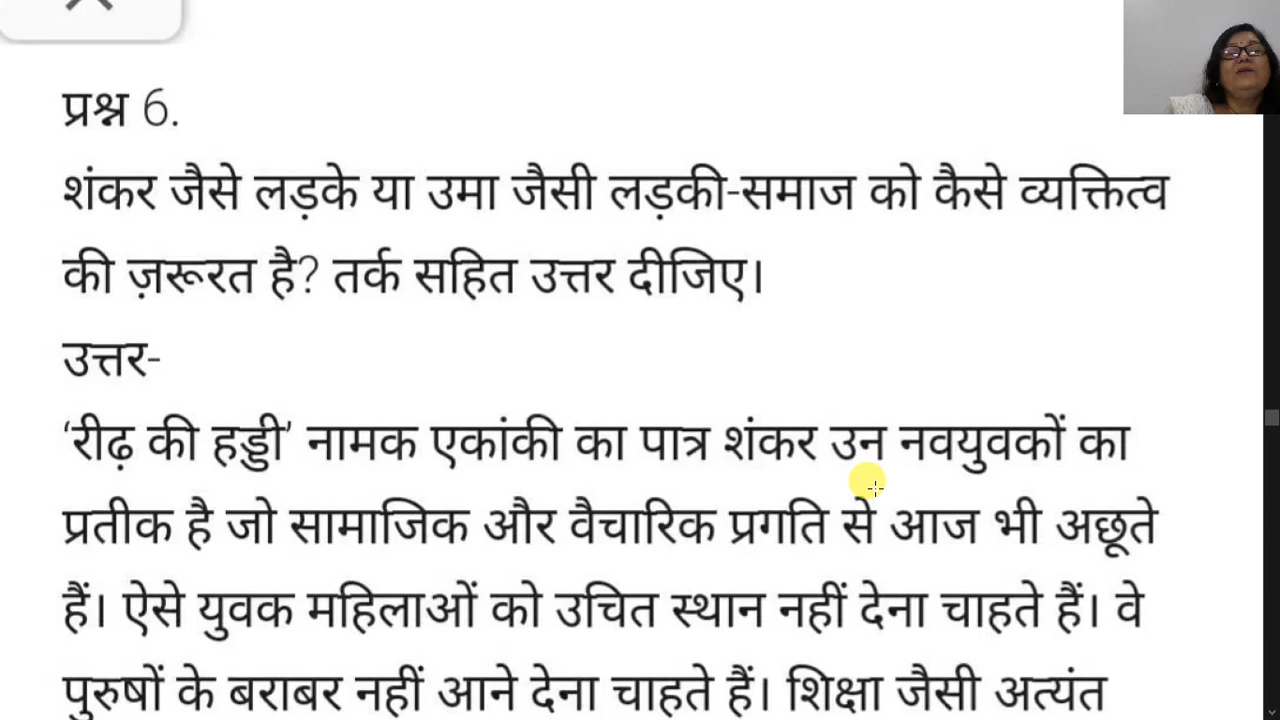 प्रश्न 6.
शंकर जैसे लड़के या उमा जैसी लड़की-समाज को कैसे व्यक्तित्व
की ज़रूरत है? तर्क सहित उत्तर दीजिए।
उत्तर-
‘रीढ़ की हड्डी’ नामक एकांकी का पात्र शंकर उन नवयुवकों का
प्रतीक है जो सामाजिक और वैचारिक प्रगति से आज भी अछूते
हैं। ऐसे युवक महिलाओं को उचित स्थान नहीं देना चाहते हैं। वे
पुरुषों के बराबर नहीं आने देना चाहते हैं। शिक्षा जैसी अत्यंत